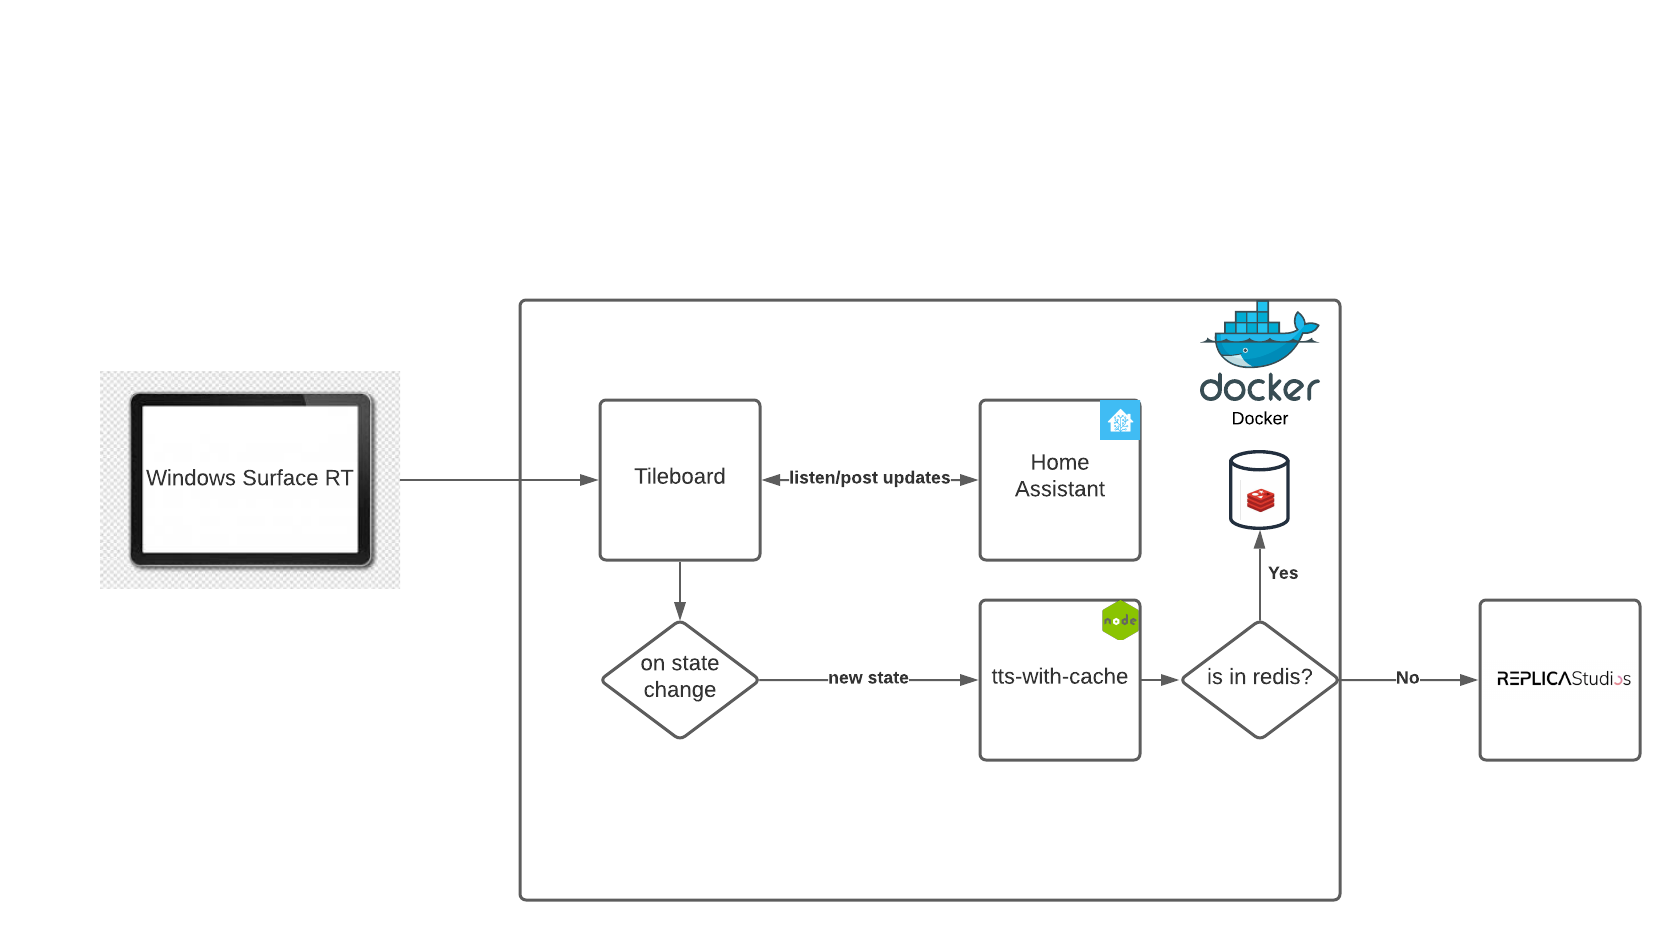 docker
Docker
Windows Surface RT
Tileboard
listen/post updates
Home
Assistant
Yes
on state
change
new state
node
tts-with-cache
is in redis?
No
REPLICAStudios